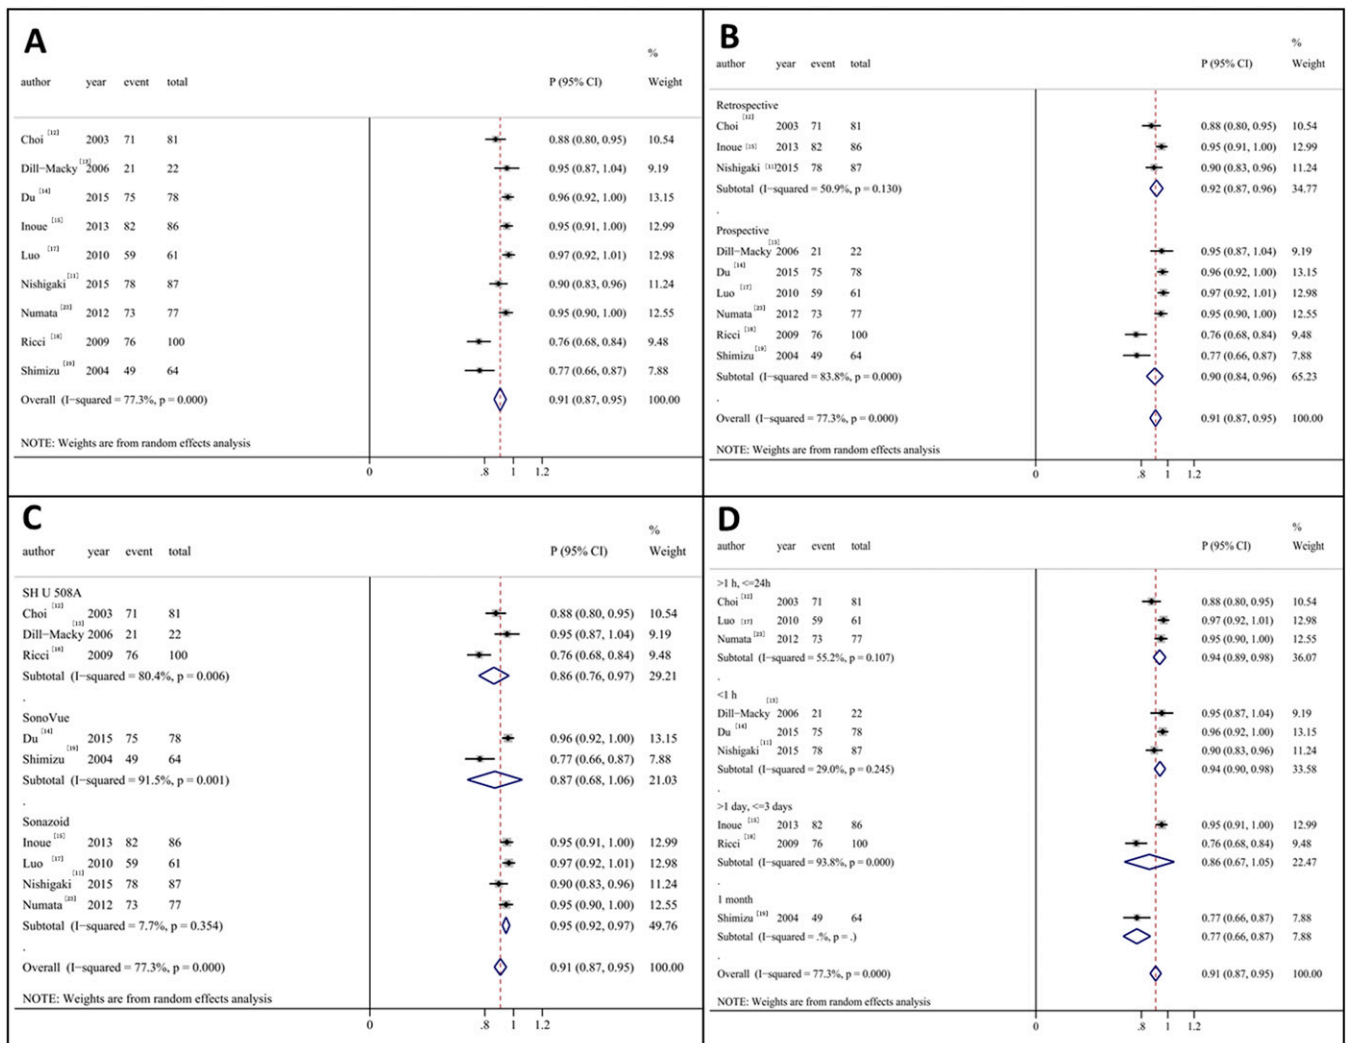 A
%
author year event total P (95% CI) Weight
Choi [12] 2003 71 81 0.88 (0.80, 0.95) 10.54
Dill−Macky [13] 2006 21 22 0.95 (0.87, 1.04) 9.19
Du [14] 2015 75 78 0.96 (0.92, 1.00) 13.15
Inoue [15] 2013 82 86 0.95 (0.91, 1.00) 12.99
Luo [17] 2010 59 61 0.97 (0.92, 1.01) 12.98
Nishigaki [11] 2015 78 87 0.90 (0.83, 0.96) 11.24
Numata [23] 2012 73 77 0.95 (0.90, 1.00) 12.55
Ricci [18] 2009 76 100 0.76 (0.68, 0.84) 9.48
Shimizu [19] 2004 49 64 0.77 (0.66, 0.87) 7.88
Overall (I−squared = 77.3%, p = 0.000) 0.91 (0.87, 0.95) 100.00
NOTE: Weights are from random effects analysis
0 .8 1 1.2
B
%
author year event total P (95% CI) Weight
Retrospective
Choi [12] 2003 71 81 0.88 (0.80, 0.95) 10.54
Inoue [15] 2013 82 86 0.95 (0.91, 1.00) 12.99
Nishigaki [11] 2015 78 87 0.90 (0.83, 0.96) 11.24
Subtotal (I−squared = 50.9%, p = 0.130) 0.92 (0.87, 0.96) 34.77
.
Prospective
Dill−Macky [13] 2006 21 22 0.95 (0.87, 1.04) 9.19
Du [14] 2015 75 78 0.96 (0.92, 1.00) 13.15
Luo [17] 2010 59 61 0.97 (0.92, 1.01) 12.98
Numata [23] 2012 73 77 0.95 (0.90, 1.00) 12.55
Ricci [18] 2009 76 100 0.76 (0.68, 0.84) 9.48
Shimizu [19] 2004 49 64 0.77 (0.66, 0.87) 7.88
Subtotal (I−squared = 83.8%, p = 0.000) 0.90 (0.84, 0.96) 65.23
.
Overall (I−squared = 77.3%, p = 0.000) 0.91 (0.87, 0.95) 100.00
NOTE: Weights are from random effects analysis
0 .8 1 1.2
C
%
author year event total P (95% CI) Weight
SH U 508A
Choi [12] 2003 71 81 0.88 (0.80, 0.95) 10.54
Dill−Macky [13] 2006 21 22 0.95 (0.87, 1.04) 9.19
Ricci [18] 2009 76 100 0.76 (0.68, 0.84) 9.48
Subtotal (I−squared = 80.4%, p = 0.006) 0.86 (0.76, 0.97) 29.21
.
SonoVue
Du [14] 2015 75 78 0.96 (0.92, 1.00) 13.15
Shimizu [19] 2004 49 64 0.77 (0.66, 0.87) 7.88
Subtotal (I−squared = 91.5%, p = 0.001) 0.87 (0.68, 1.06) 21.03
.
Sonazoid
Inoue [15] 2013 82 86 0.95 (0.91, 1.00) 12.99
Luo [17] 2010 59 61 0.97 (0.92, 1.01) 12.98
Nishigaki [11] 2015 78 87 0.90 (0.83, 0.96) 11.24
Numata [23] 2012 73 77 0.95 (0.90, 1.00) 12.55
Subtotal (I−squared = 7.7%, p = 0.354) 0.95 (0.92, 0.97) 49.76
.
Overall (I−squared = 77.3%, p = 0.000) 0.91 (0.87, 0.95) 100.00
NOTE: Weights are from random effects analysis
0 .8 1 1.2
D
%
author year event total P (95% CI) Weight
>1 h, <=24h
Choi [12] 2003 71 81 0.88 (0.80, 0.95) 10.54
Luo [17] 2010 59 61 0.97 (0.92, 1.01) 12.98
Numata [23] 2012 73 77 0.95 (0.90, 1.00) 12.55
Subtotal (I−squared = 55.2%, p = 0.107) 0.94 (0.89, 0.98) 36.07
.
<1 h
Dill−Macky [13] 2006 21 22 0.95 (0.87, 1.04) 9.19
Du [14] 2015 75 78 0.96 (0.92, 1.00) 13.15
Nishigaki [11] 2015 78 87 0.90 (0.83, 0.96) 11.24
Subtotal (I−squared = 29.0%, p = 0.245) 0.94 (0.90, 0.98) 33.58
.
>1 day, <=3 days
Inoue [15] 2013 82 86 0.95 (0.91, 1.00) 12.99
Ricci [18] 2009 76 100 0.76 (0.68, 0.84) 9.48
Subtotal (I−squared = 93.8%, p = 0.000) 0.86 (0.67, 1.05) 22.47
.
1 month
Shimizu [19] 2004 49 64 0.77 (0.66, 0.87) 7.88
Subtotal (I−squared = .%, p = .) 0.77 (0.66, 0.87) 7.88
.
Overall (I−squared = 77.3%, p = 0.000) 0.91 (0.87, 0.95) 100.00
NOTE: Weights are from random effects analysis
0 .8 1 1.2